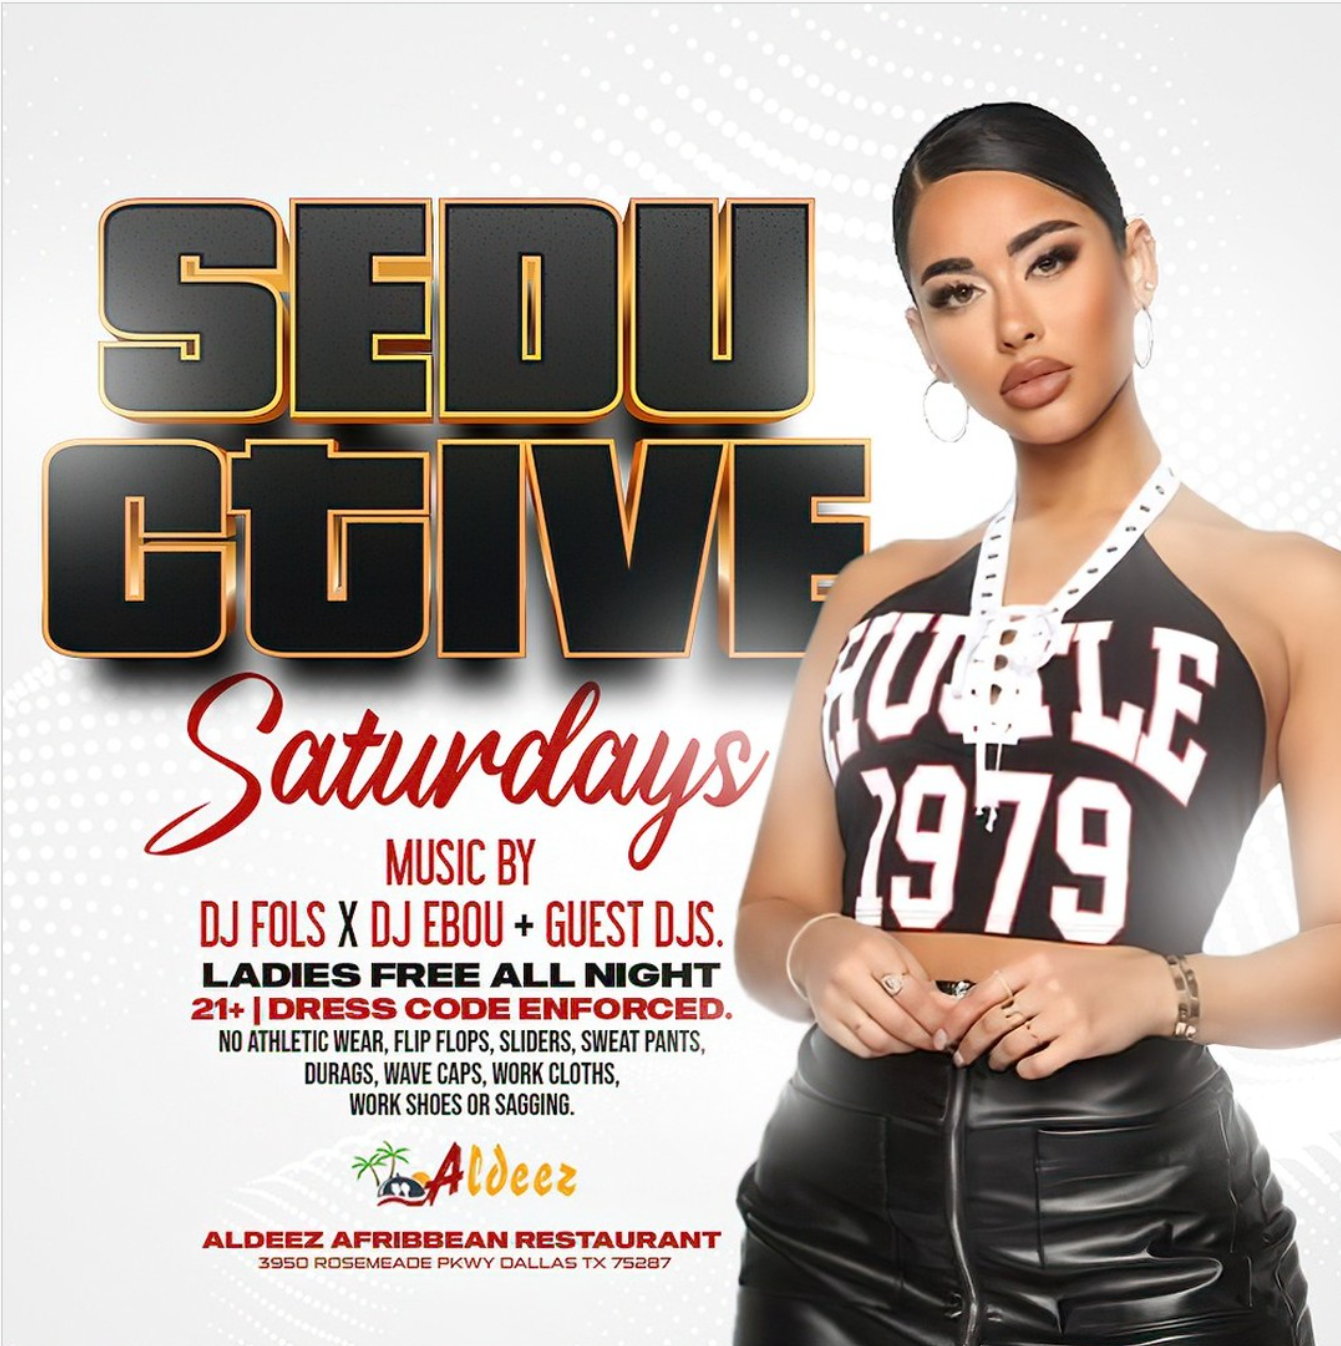 SEDU
CtIVE
Saturdays
MUSIC BY
DJ FOLS X DJ EBOU + GUEST DJS.
LADIES FREE ALL NIGHT
21+ | DRESS CODE ENFORCED.
NO ATHLETIC WEAR, FLIP FLOPS, SLIDERS, SWEAT PANTS,
DURAGS, WAVE CAPS, WORK CLOTHS,
WORK SHOES OR SAGGING.
Aldeez
ALDEEZ AFRIBBEAN RESTAURANT
3950 ROSEMEADE PKWY DALLAS TX 75287
HUSTLE
1979